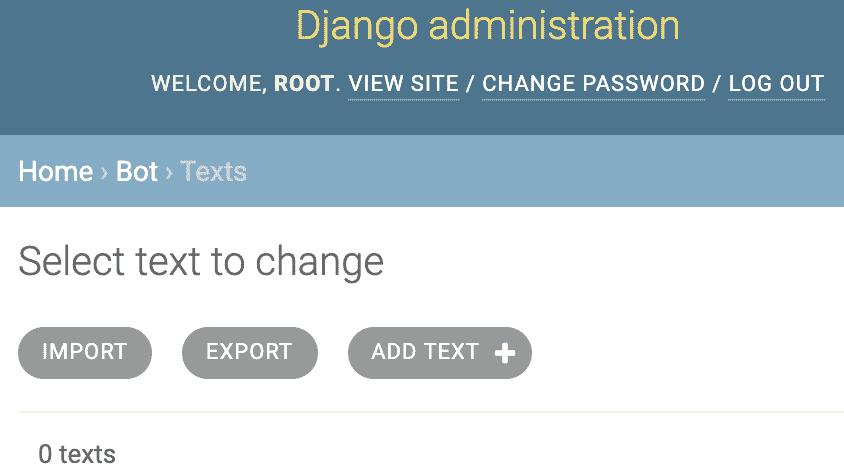 Django administration
WELCOME, ROOT. VIEW SITE / CHANGE PASSWORD / LOG OUT
Home › Bot › Texts
Select text to change
IMPORT EXPORT ADD TEXT +
0 texts